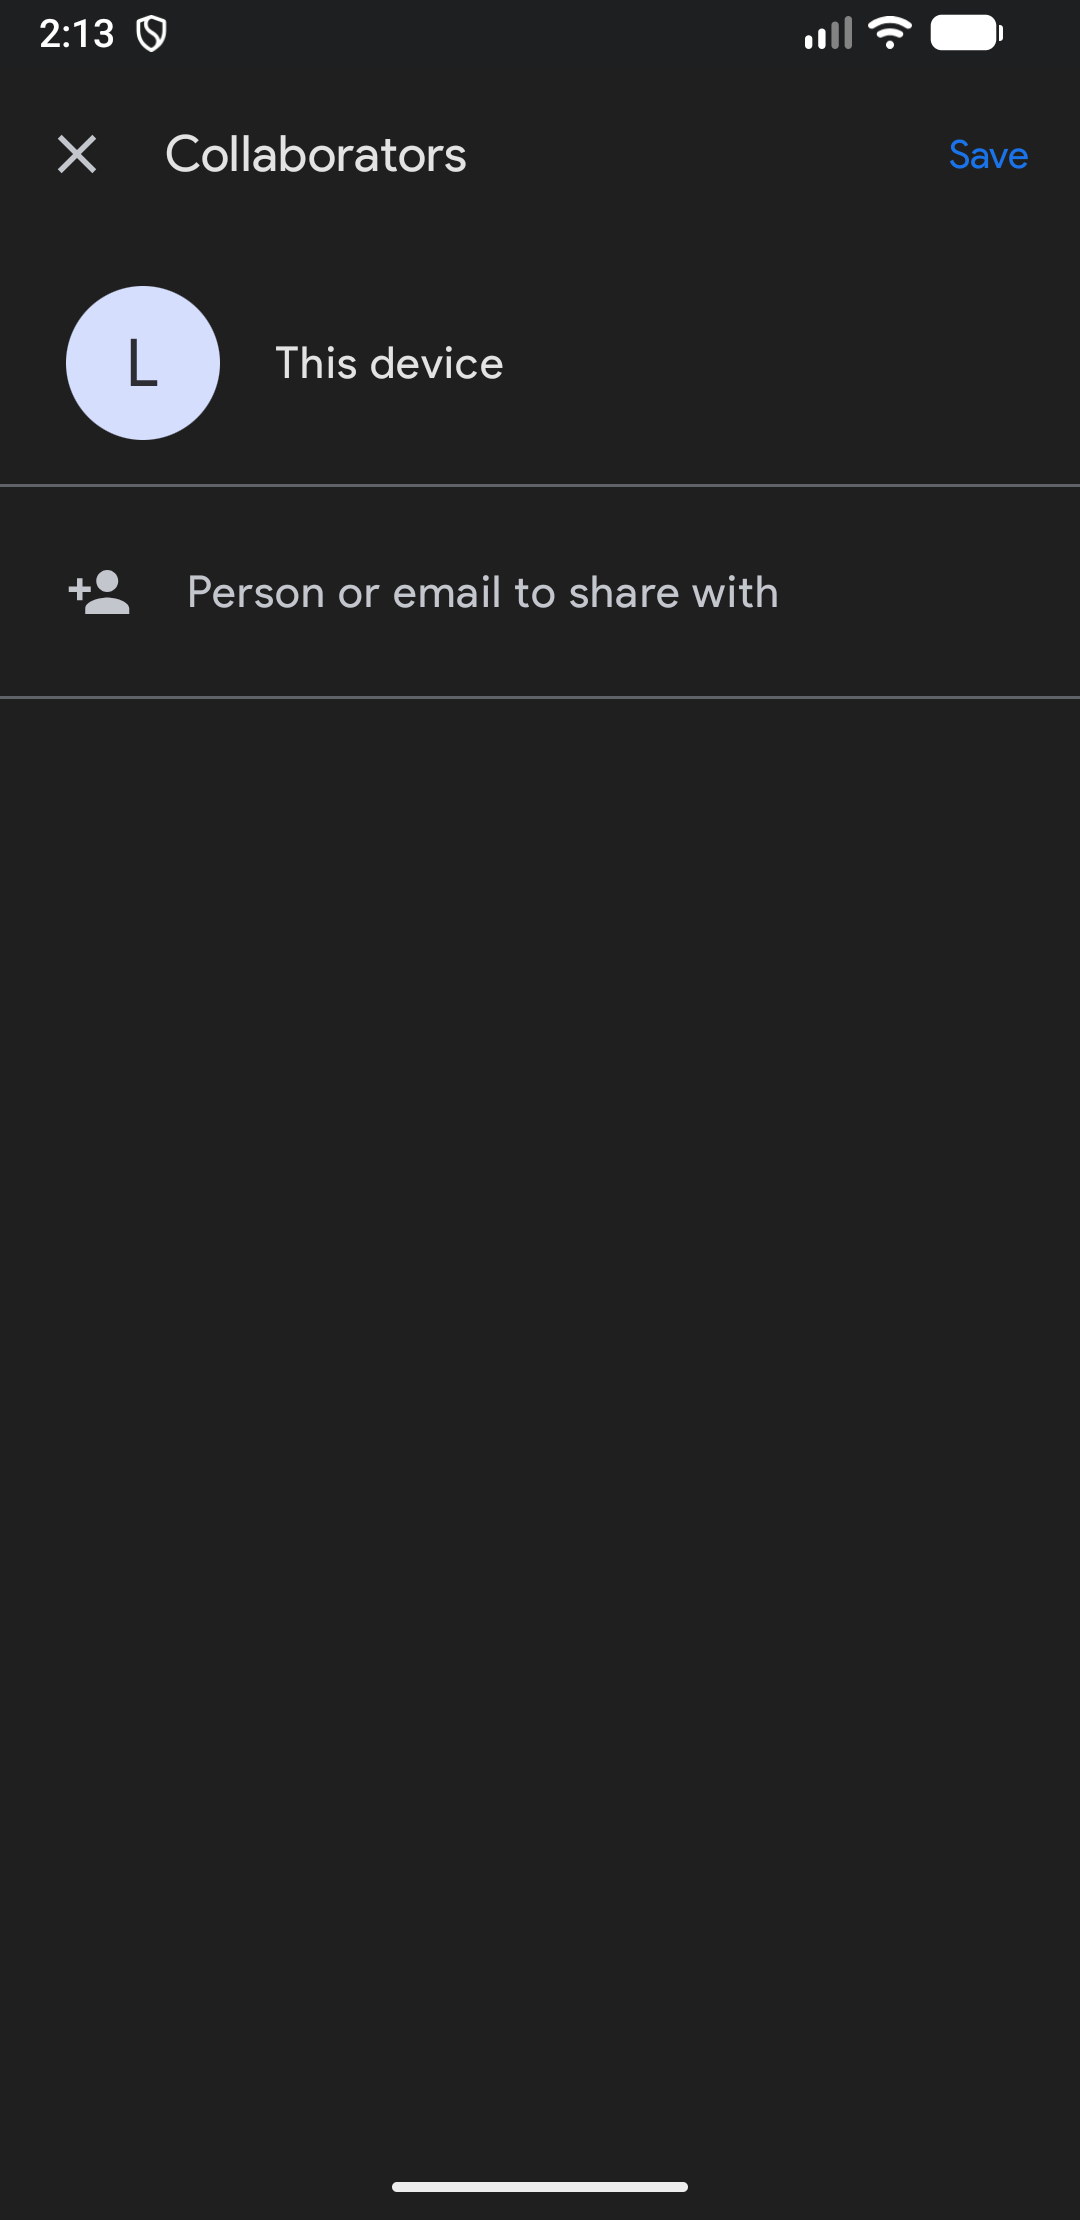 2:13
Collaborators
Save
L
This device
Person or email to share with